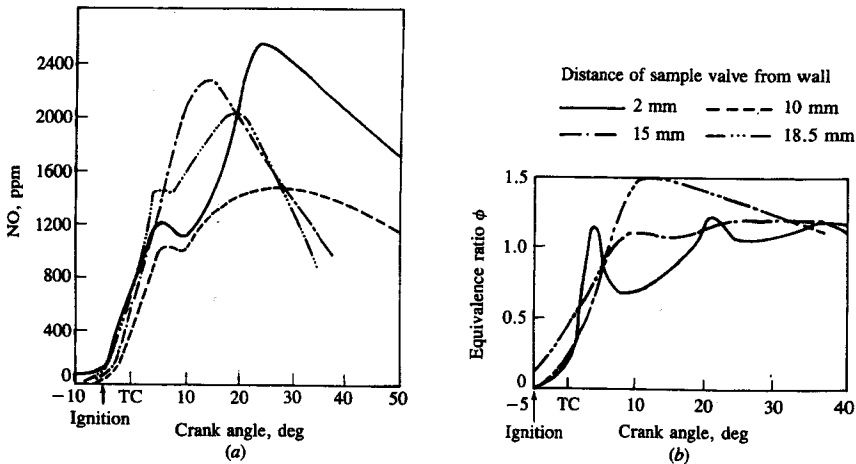 2400
2000
1600
1200
800
400
0
NO, ppm
−10 TC 10 20 30 40 50
Ignition
Crank angle, deg
(a)
Distance of sample valve from wall
2 mm 10 mm
15 mm 18.5 mm
1.5
1.0
0.5
0
Equivalence ratio ϕ
−5 TC 10 20 30 40
Ignition
Crank angle, deg
(b)